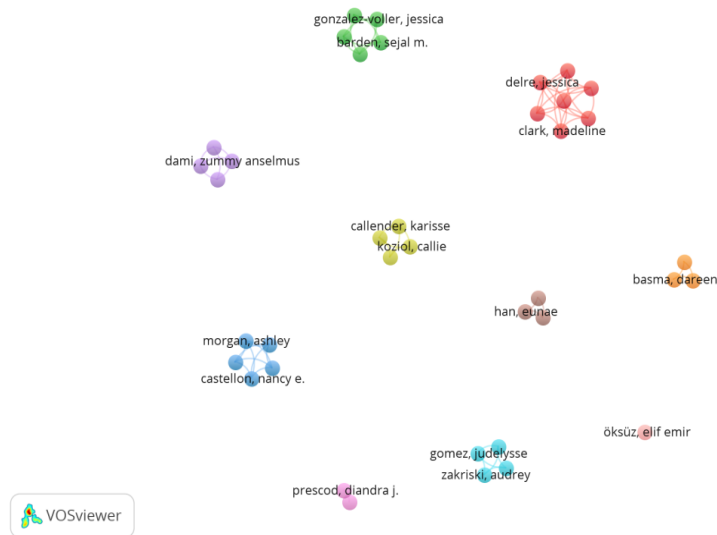 gonzalez-voller, jessica
barden, sejal m.
delre, jessica
clark, madeline
dami, zummy anselmus
callender, karisse
koziol, callie
basma, dareen
han, eunae
morgan, ashley
castellon, nancy e.
öksüz, elif emir
gomez, judelysse
zakriski, audrey
prescod, diandra j.
VOSviewer